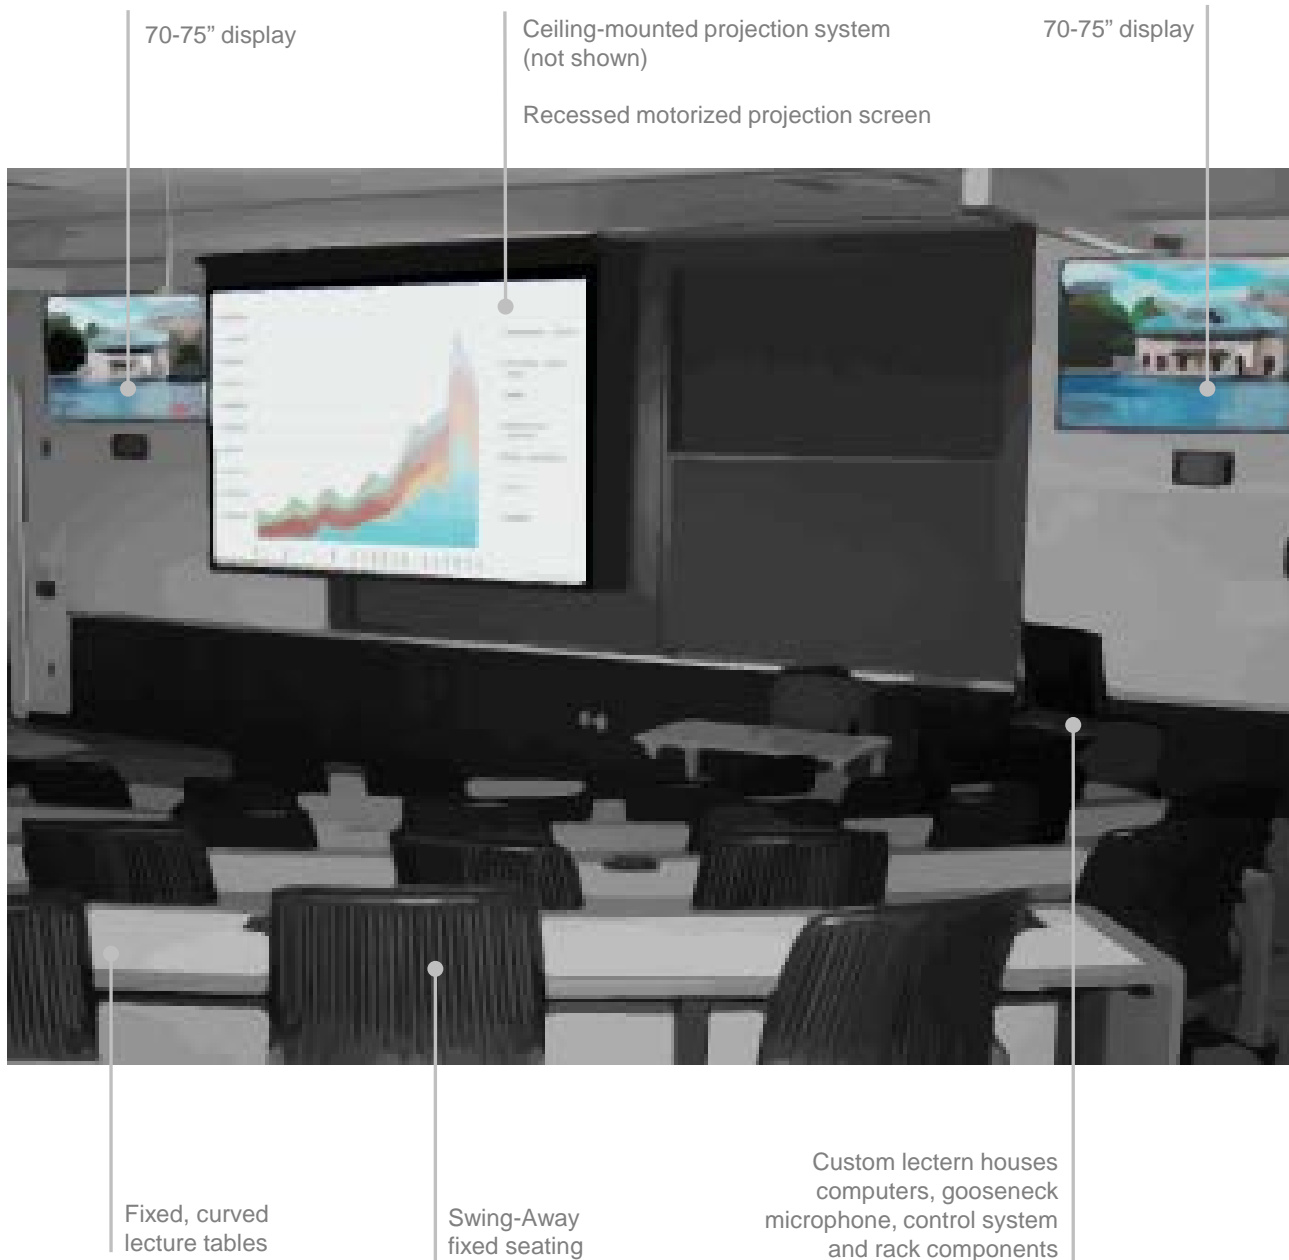 70-75” display
Ceiling-mounted projection system
(not shown)
Recessed motorized projection screen
70-75” display
Fixed, curved
lecture tables
Swing-Away
fixed seating
Custom lectern houses
computers, gooseneck
microphone, control system
and rack components